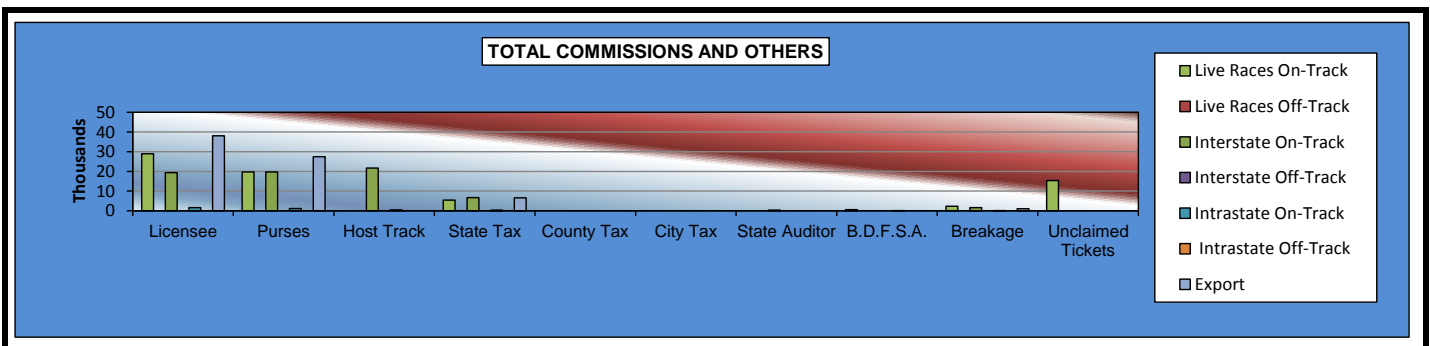 TOTAL COMMISSIONS AND OTHERS
Thousands
50
40
30
20
10
0
Licensee Purses Host Track State Tax County Tax City Tax State Auditor B.D.F.S.A. Breakage Unclaimed
Tickets
Live Races On-Track
Live Races Off-Track
Interstate On-Track
Interstate Off-Track
Intrastate On-Track
Intrastate Off-Track
Export